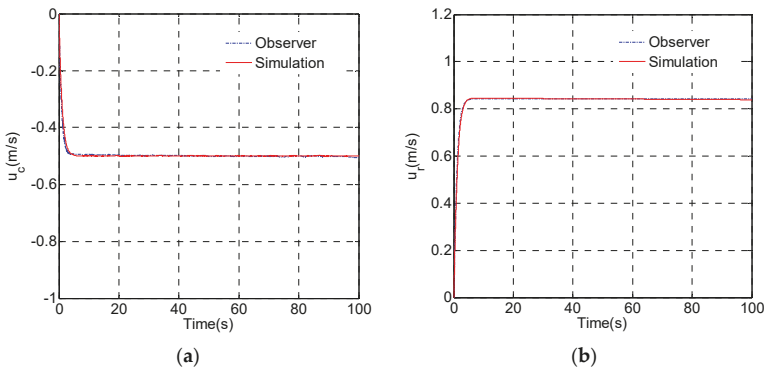 0
-0.2
-0.4
-0.6
-0.8
-1
u_c(m/s)
0 20 40 60 80 100
Time(s)
Observer
Simulation
(a)
1.2
1
0.8
0.6
0.4
0.2
0
u_r(m/s)
0 20 40 60 80 100
Time(s)
Observer
Simulation
(b)